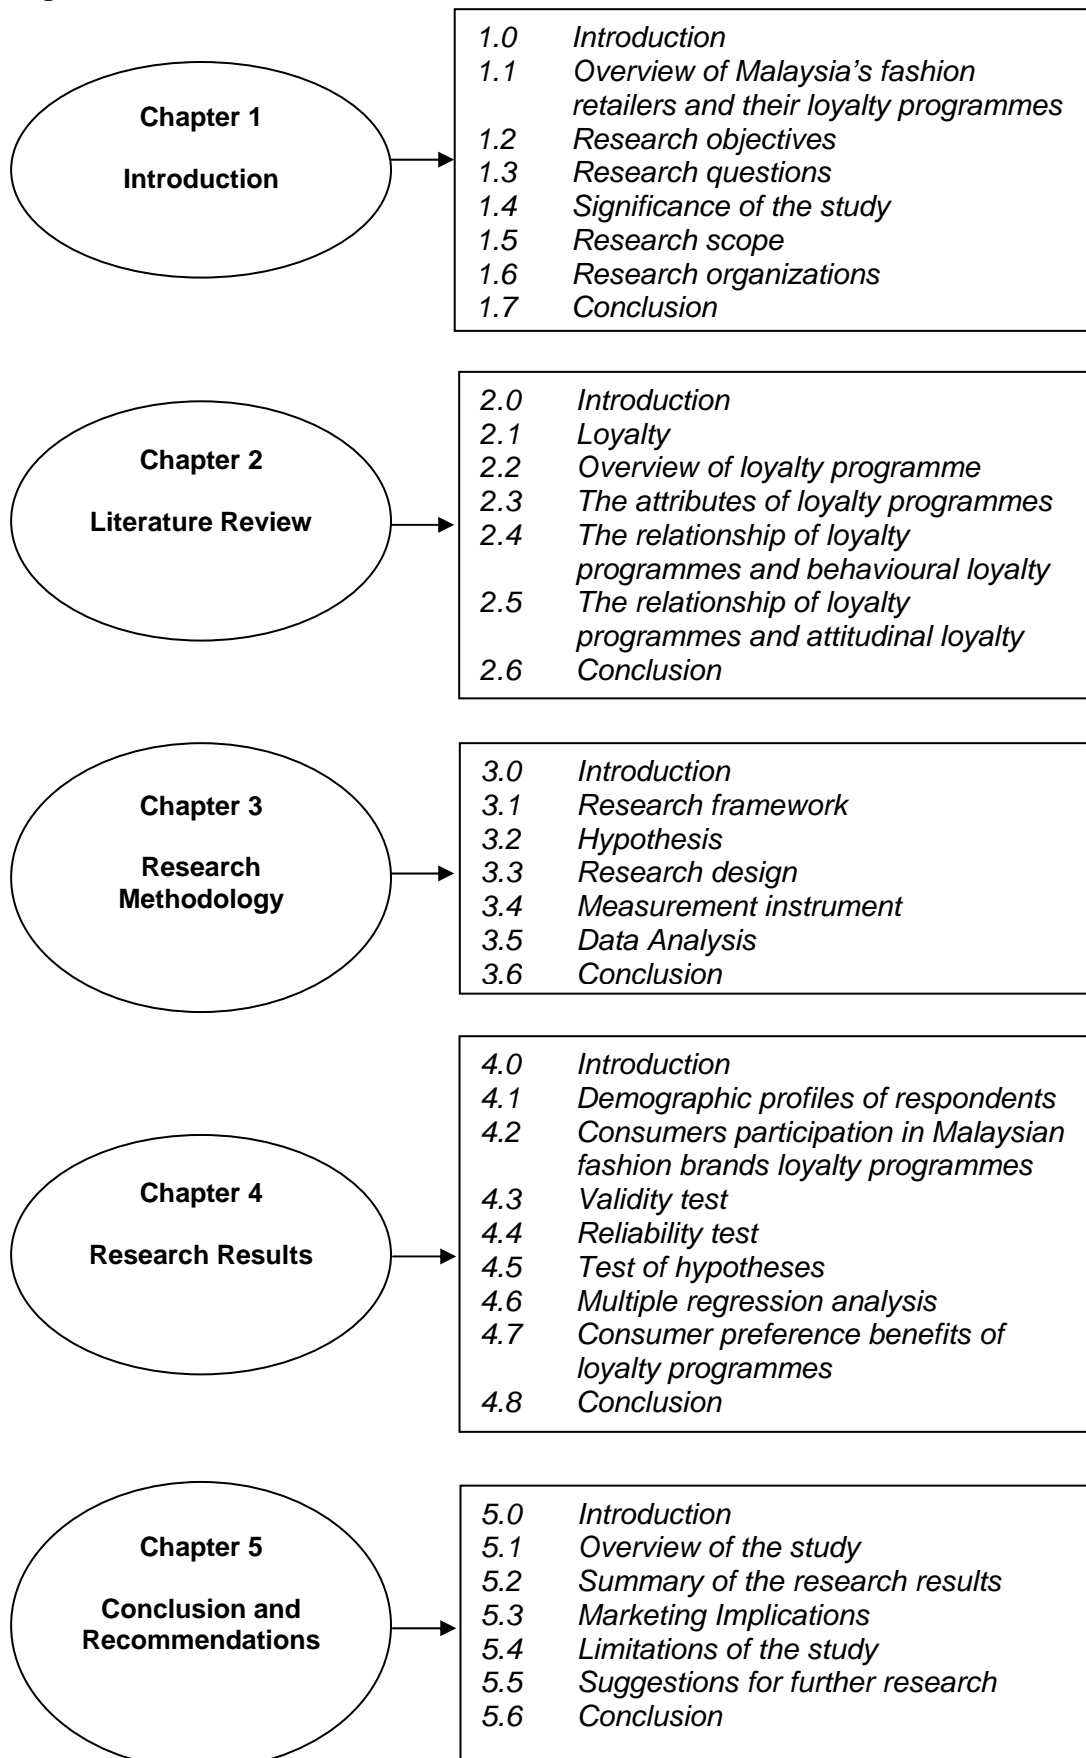 Chapter 1
Introduction
1.0 Introduction
1.1 Overview of Malaysia’s fashion
retailers and their loyalty programmes
1.2 Research objectives
1.3 Research questions
1.4 Significance of the study
1.5 Research scope
1.6 Research organizations
1.7 Conclusion
Chapter 2
Literature Review
2.0 Introduction
2.1 Loyalty
2.2 Overview of loyalty programme
2.3 The attributes of loyalty programmes
2.4 The relationship of loyalty
programmes and behavioural loyalty
2.5 The relationship of loyalty
programmes and attitudinal loyalty
2.6 Conclusion
Chapter 3
Research
Methodology
3.0 Introduction
3.1 Research framework
3.2 Hypothesis
3.3 Research design
3.4 Measurement instrument
3.5 Data Analysis
3.6 Conclusion
Chapter 4
Research Results
4.0 Introduction
4.1 Demographic profiles of respondents
4.2 Consumers participation in Malaysian
fashion brands loyalty programmes
4.3 Validity test
4.4 Reliability test
4.5 Test of hypotheses
4.6 Multiple regression analysis
4.7 Consumer preference benefits of
loyalty programmes
4.8 Conclusion
Chapter 5
Conclusion and
Recommendations
5.0 Introduction
5.1 Overview of the study
5.2 Summary of the research results
5.3 Marketing Implications
5.4 Limitations of the study
5.5 Suggestions for further research
5.6 Conclusion